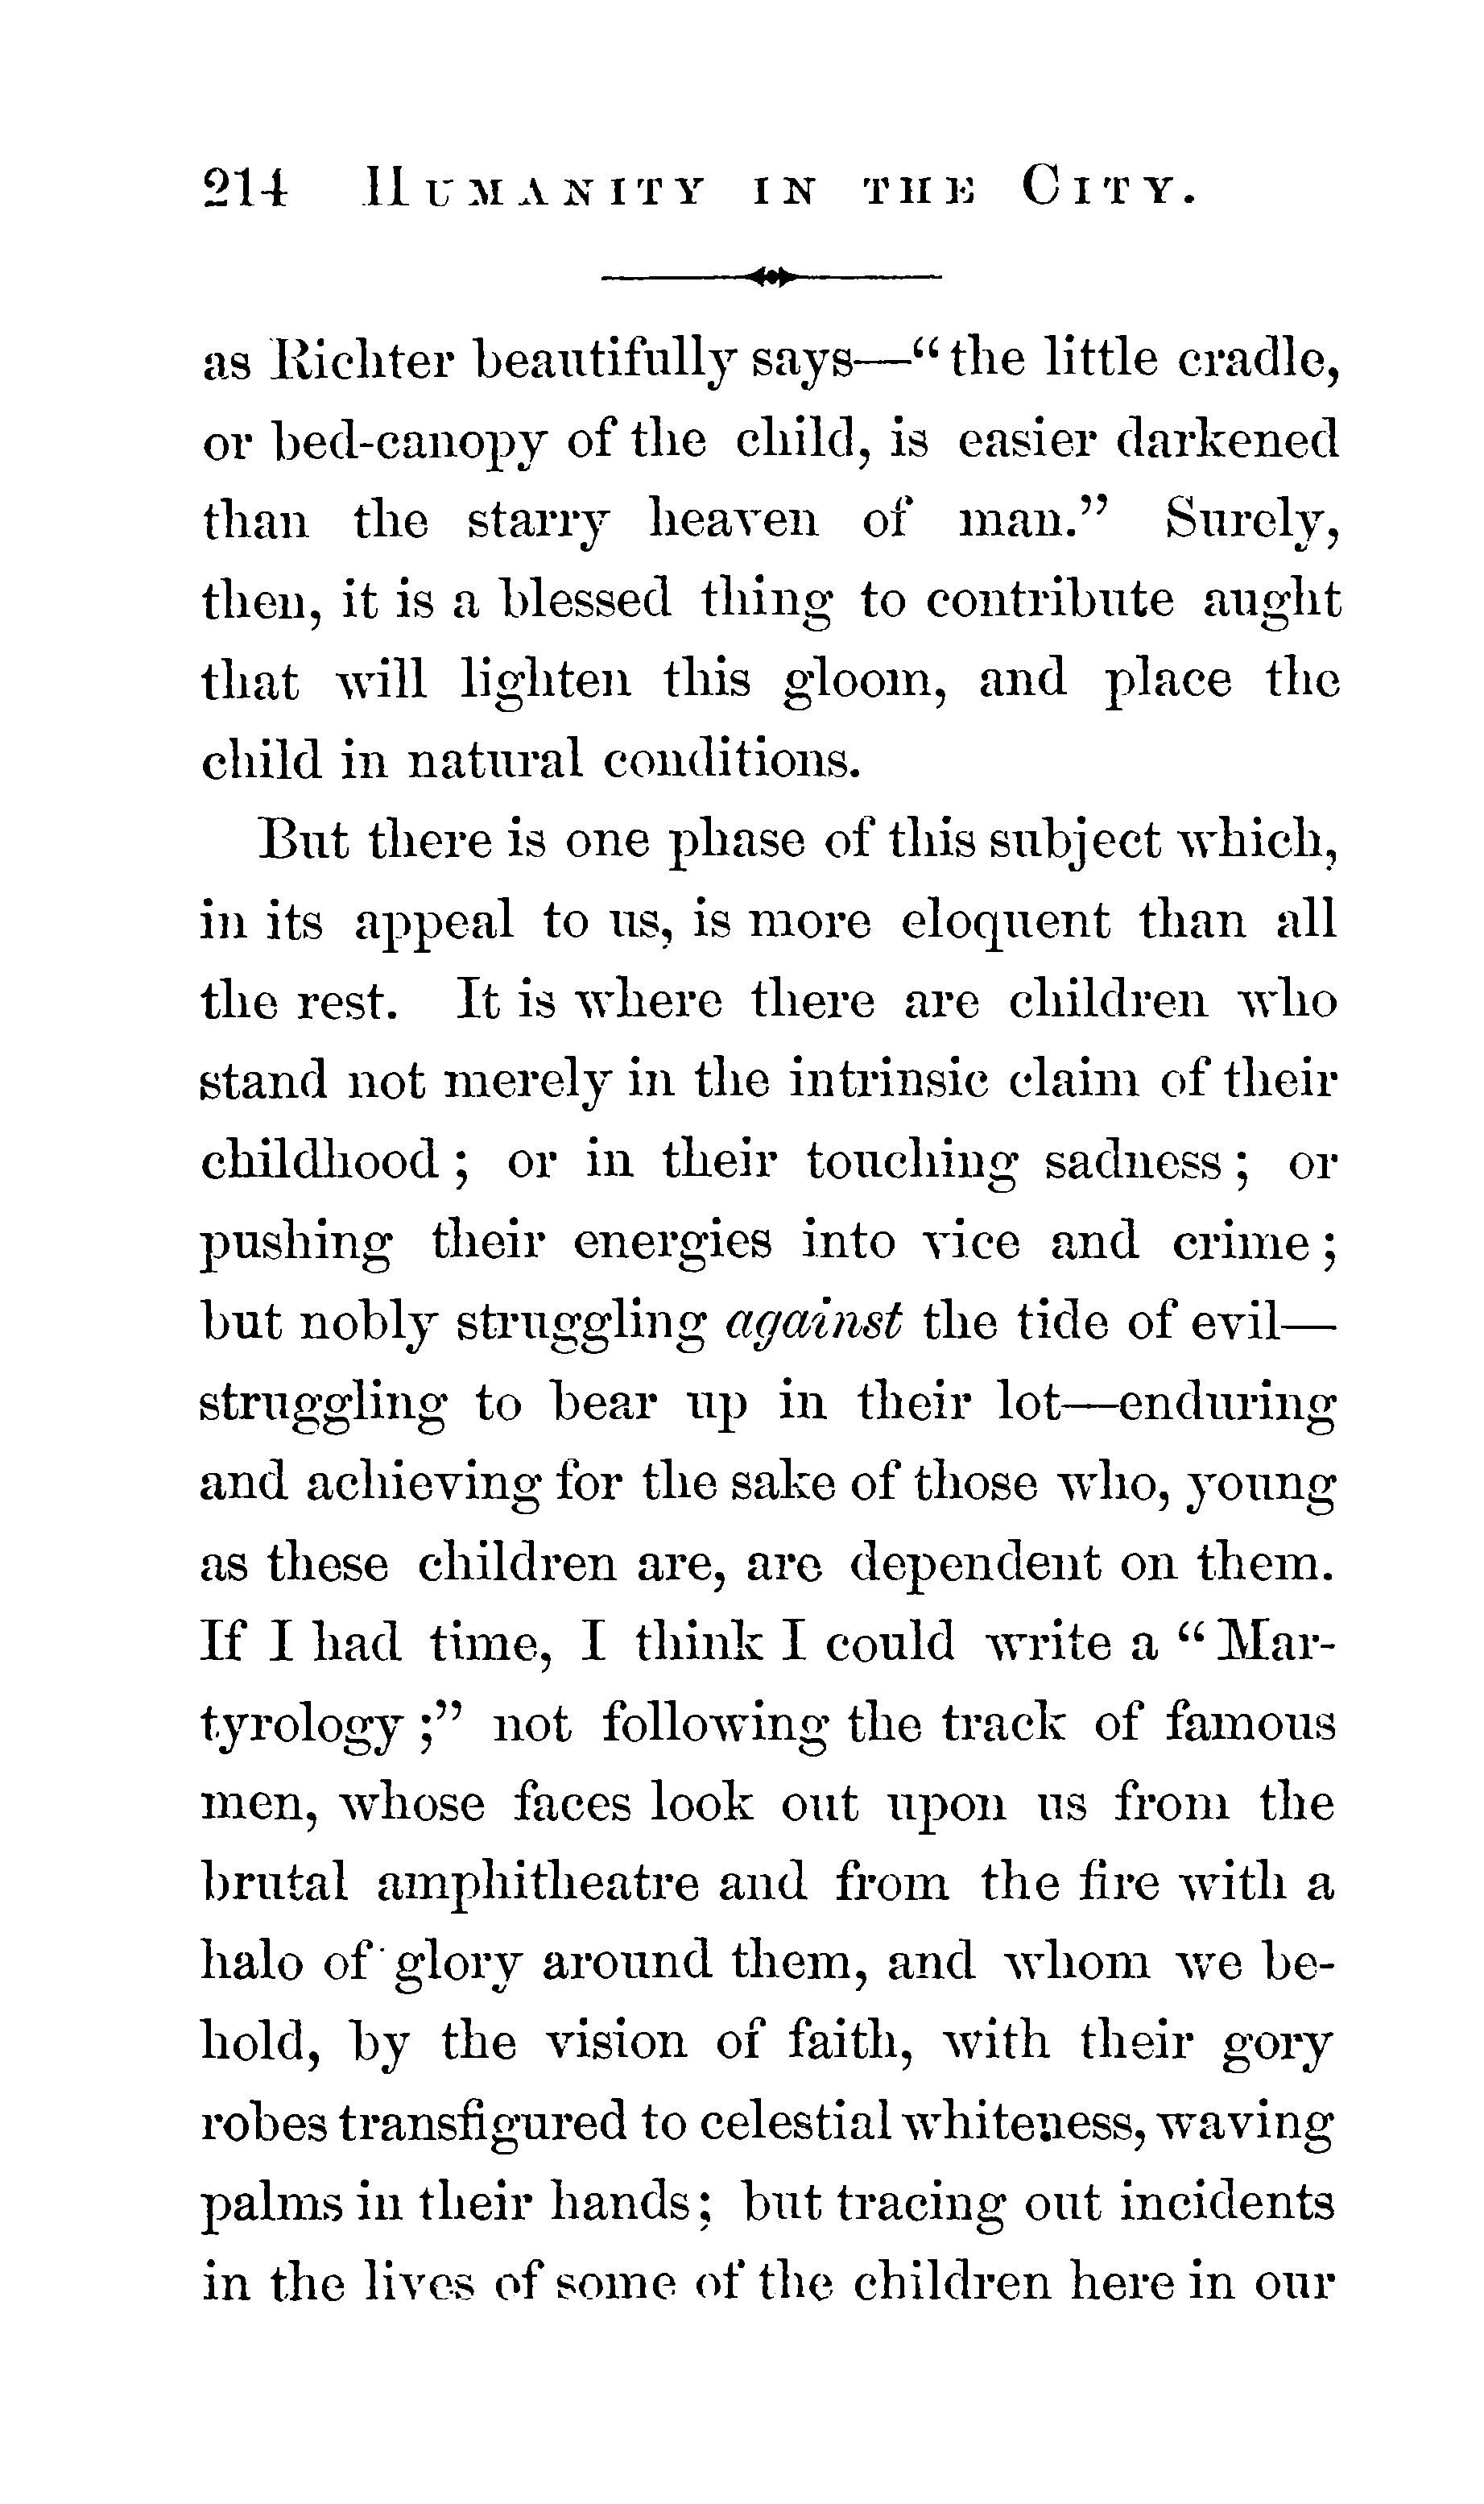 214 HUMANITY IN THE CITY.
as Richter beautifully says—“the little cradle,
or bed-canopy of the child, is easier darkened
than the starry heaven of man.” Surely,
then, it is a blessed thing to contribute aught
that will lighten this gloom, and place the
child in natural conditions.
But there is one phase of this subject which,
in its appeal to us, is more eloquent than all
the rest. It is where there are children who
stand not merely in the intrinsic claim of their
childhood; or in their touching sadness; or
pushing their energies into vice and crime;
but nobly struggling against the tide of evil—
struggling to bear up in their lot—enduring
and achieving for the sake of those who, young
as these children are, are dependent on them.
If I had time, I think I could write a “Mar-
tyrology;” not following the track of famous
men, whose faces look out upon us from the
brutal amphitheatre and from the fire with a
halo of glory around them, and whom we be-
hold, by the vision of faith, with their gory
robes transfigured to celestial whiteness, waving
palms in their hands; but tracing out incidents
in the lives of some of the children here in our